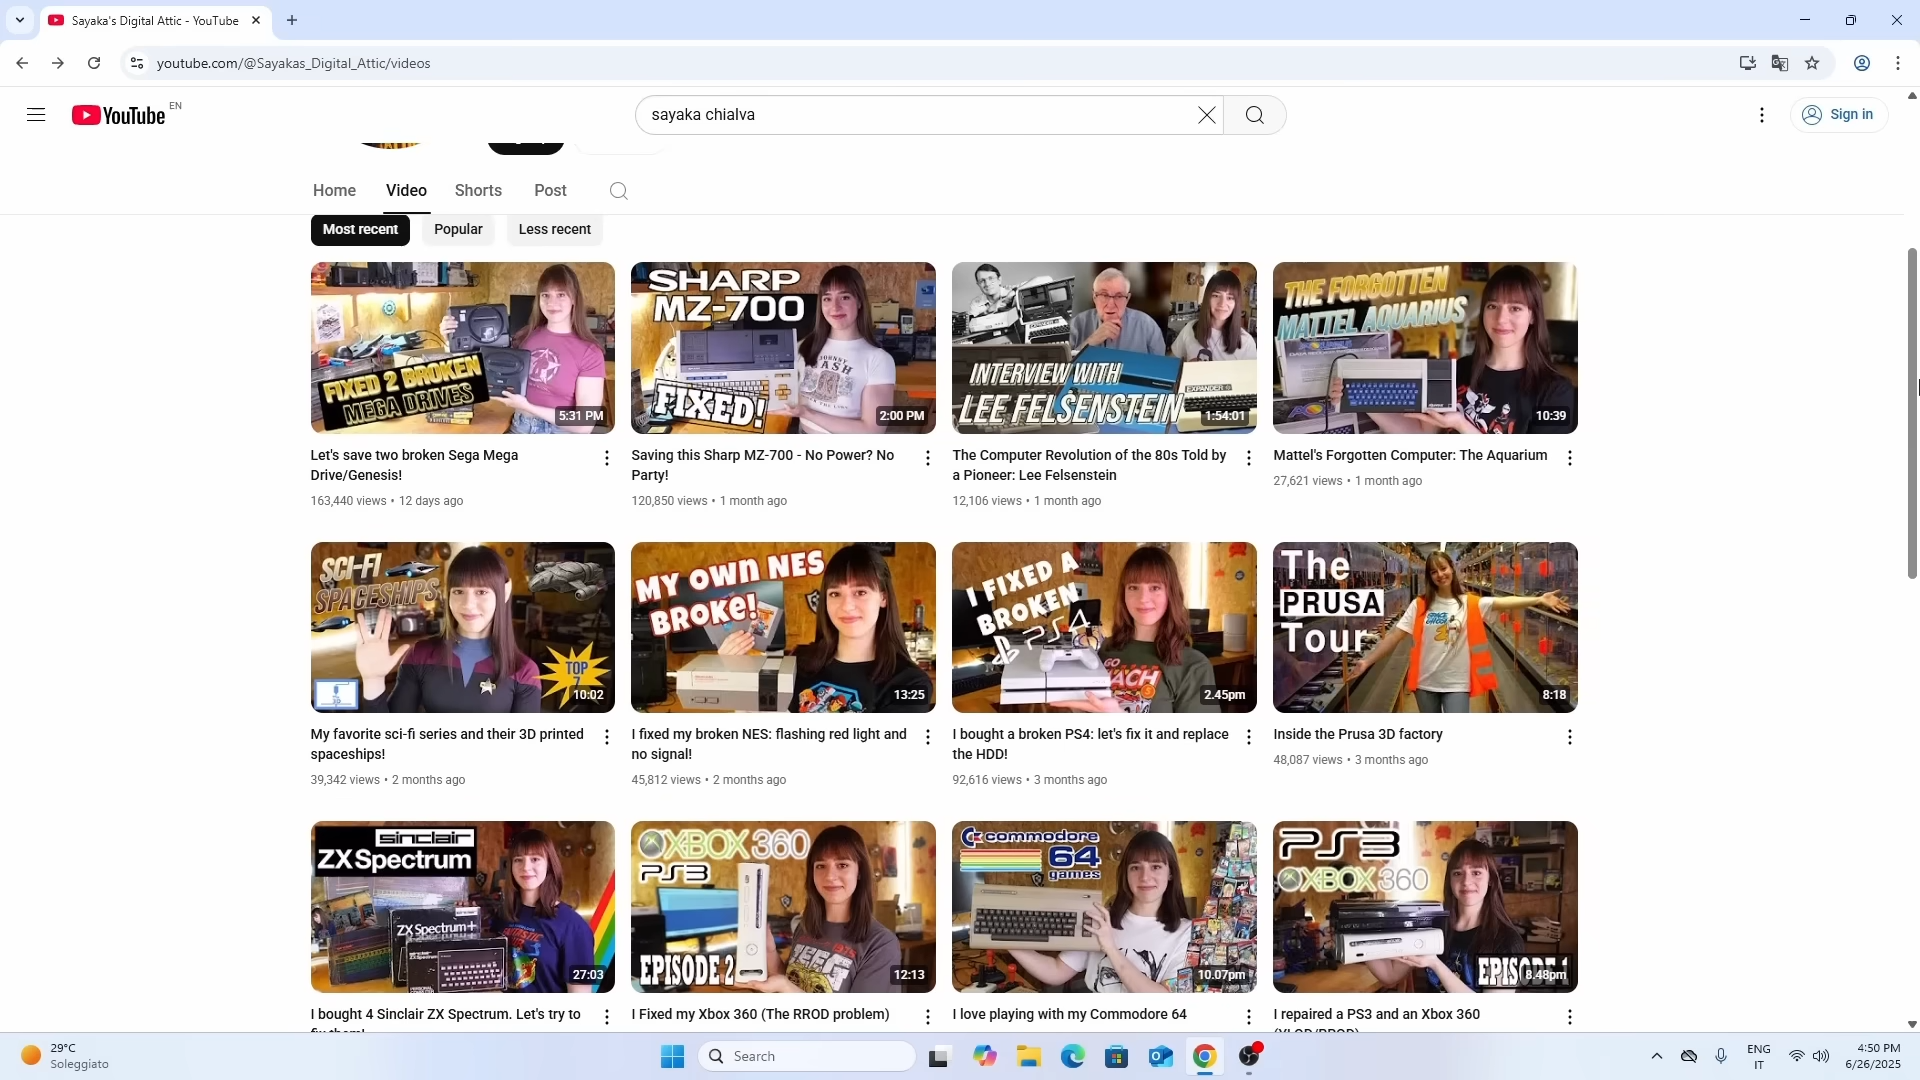 Sayaka's Digital Attic - YouTube
youtube.com/@Sayakas_Digital_Attic/videos
YouTube EN
sayaka chialva
Sign in
Home Video Shorts Post
Most recent Popular Less recent
FIXED 2 BROKEN
MEGA DRIVES
5:31 PM
SHARP
MZ-700
FIXED!
2:00 PM
INTERVIEW WITH
LEE FELSENSTEIN
1:54:01
THE FORGOTTEN
MATTEL AQUARIUS
10:39
Let's save two broken Sega Mega
Drive/Genesis!
163,440 views • 12 days ago
Saving this Sharp MZ-700 - No Power? No
Party!
120,850 views • 1 month ago
The Computer Revolution of the 80s Told by
a Pioneer: Lee Felsenstein
12,106 views • 1 month ago
Mattel's Forgotten Computer: The Aquarium
27,621 views • 1 month ago
SCI-FI
SPACESHIPS
TOP
7
10:02
MY OWN NES
BROKE!
13:25
I FIXED A
BROKEN
PS4
2.45pm
The
PRUSA
Tour
8:18
My favorite sci-fi series and their 3D printed
spaceships!
39,342 views • 2 months ago
I fixed my broken NES: flashing red light and
no signal!
45,812 views • 2 months ago
I bought a broken PS4: let's fix it and replace
the HDD!
92,616 views • 3 months ago
Inside the Prusa 3D factory
48,087 views • 3 months ago
sinclair
ZX Spectrum
ZX Spectrum+
27:03
XBOX 360
PS3
EPISODE 2
12:13
commodore
64
games
10.07pm
PS3
XBOX 360
EPISODE 1
8.48pm
I bought 4 Sinclair ZX Spectrum. Let's try to
fix them!
I Fixed my Xbox 360 (The RROD problem)
I love playing with my Commodore 64
I repaired a PS3 and an Xbox 360
(YLOD/RROD)
29°C
Soleggiato
Search
ENG
IT
4:50 PM
6/26/2025